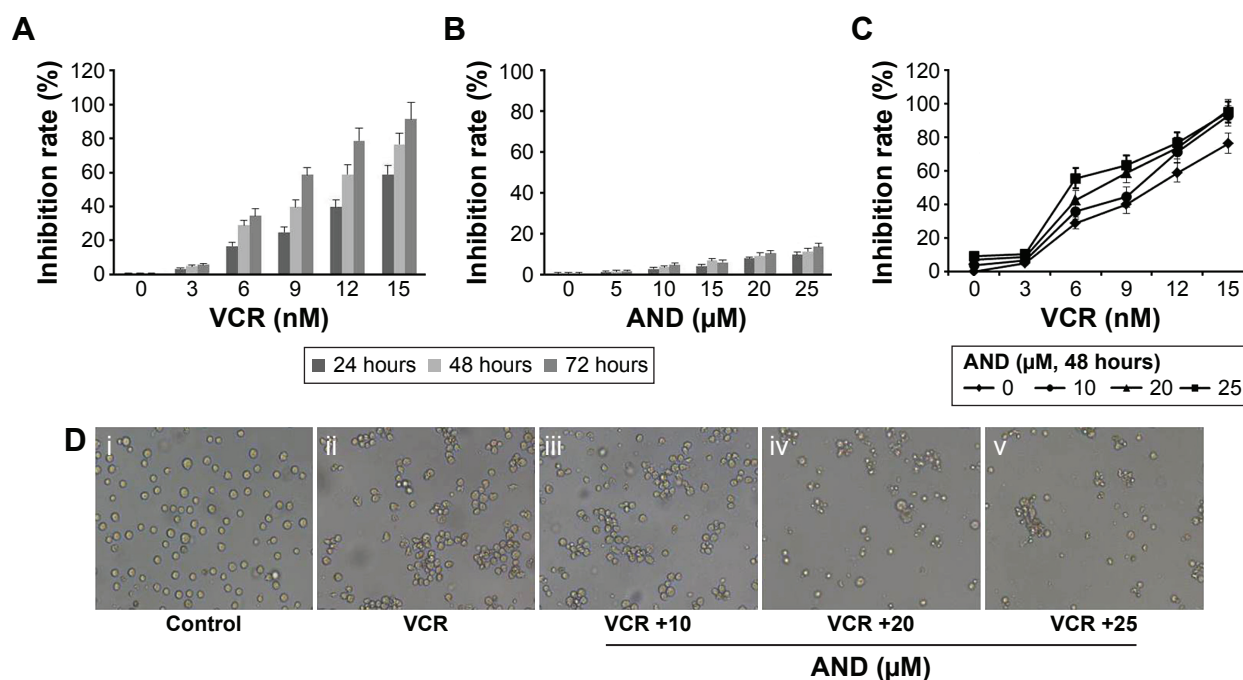 A
Inhibition rate (%)
120
100
80
60
40
20
0
0 3 6 9 12 15
VCR (nM)
B
Inhibition rate (%)
100
80
60
40
20
0
0 5 10 15 20 25
AND (µM)
24 hours 48 hours 72 hours
C
Inhibition rate (%)
120
100
80
60
40
20
0
0 3 6 9 12 15
VCR (nM)
AND (µM, 48 hours)
0 10 20 25
D
i ii iii iv v
Control VCR VCR +10 VCR +20 VCR +25
AND (µM)